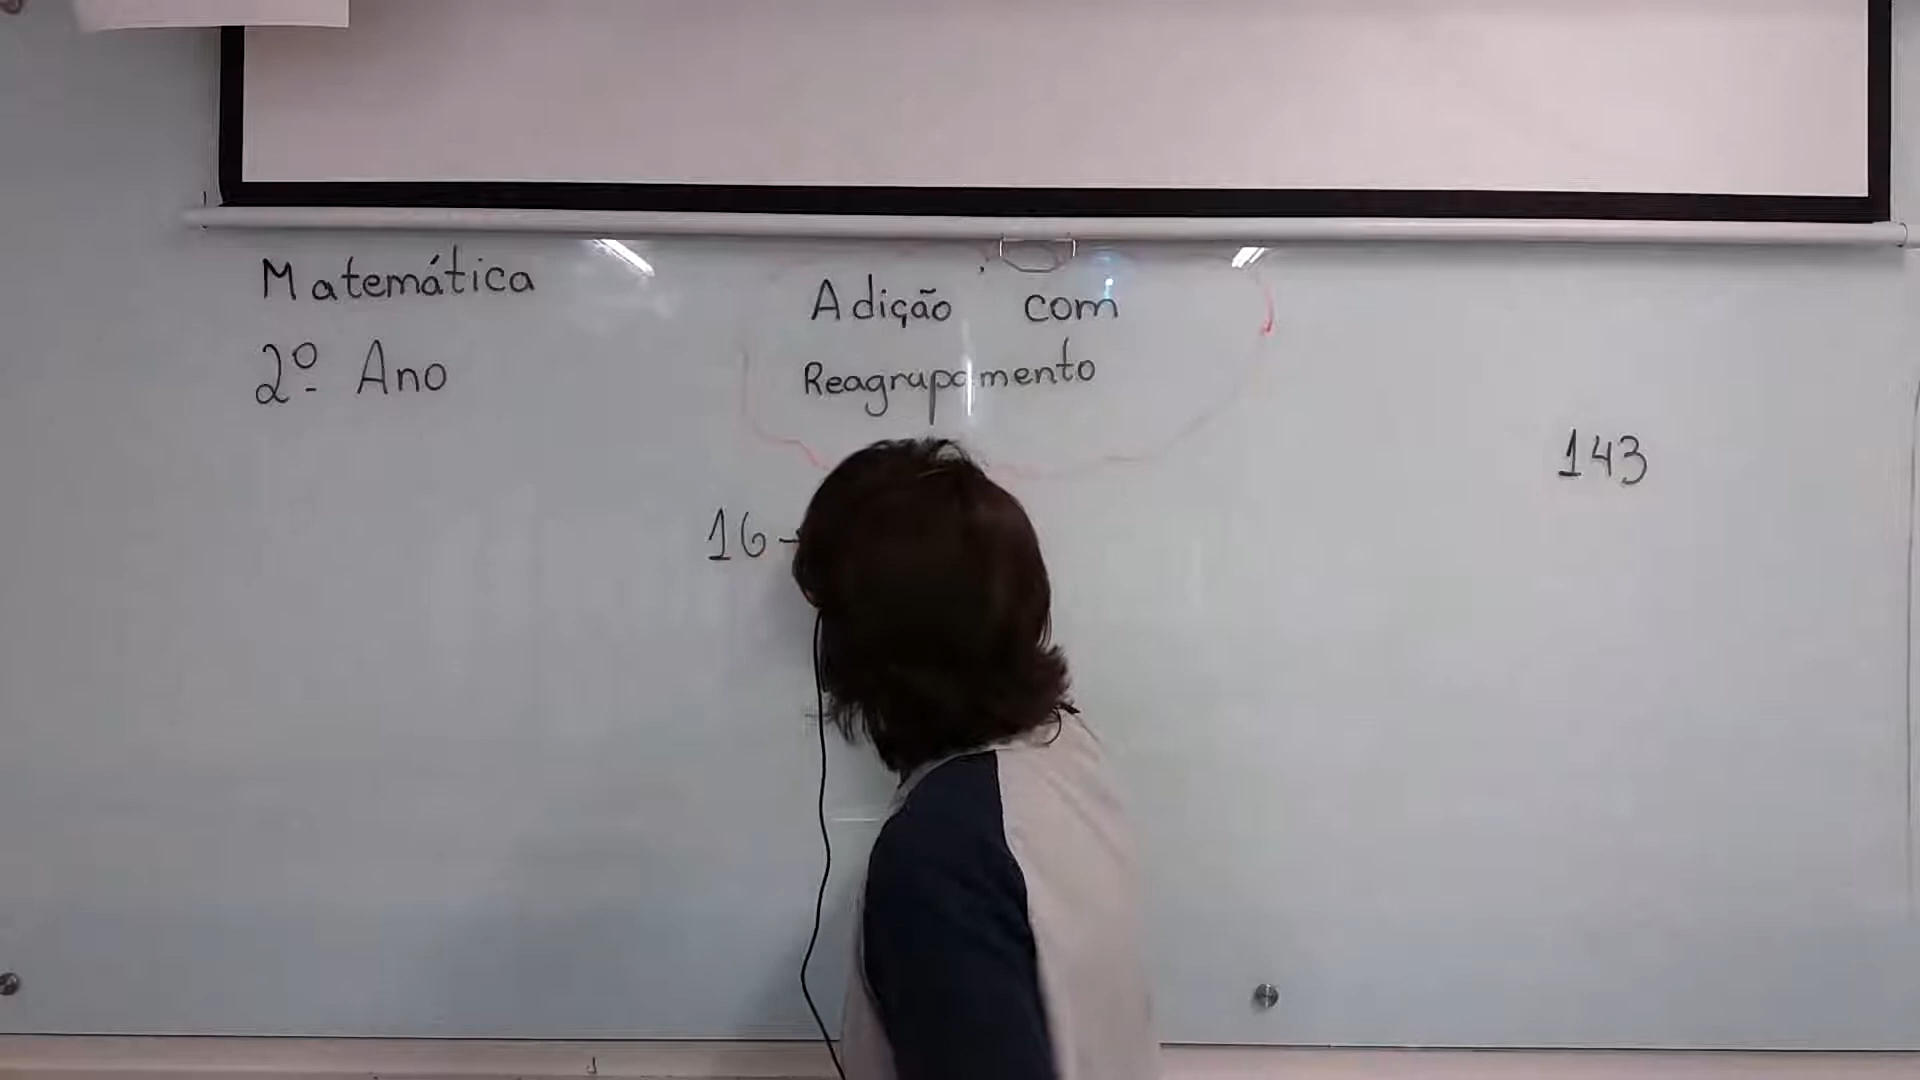 Matemática
2º Ano
Adição com
Reagrupamento
143
16